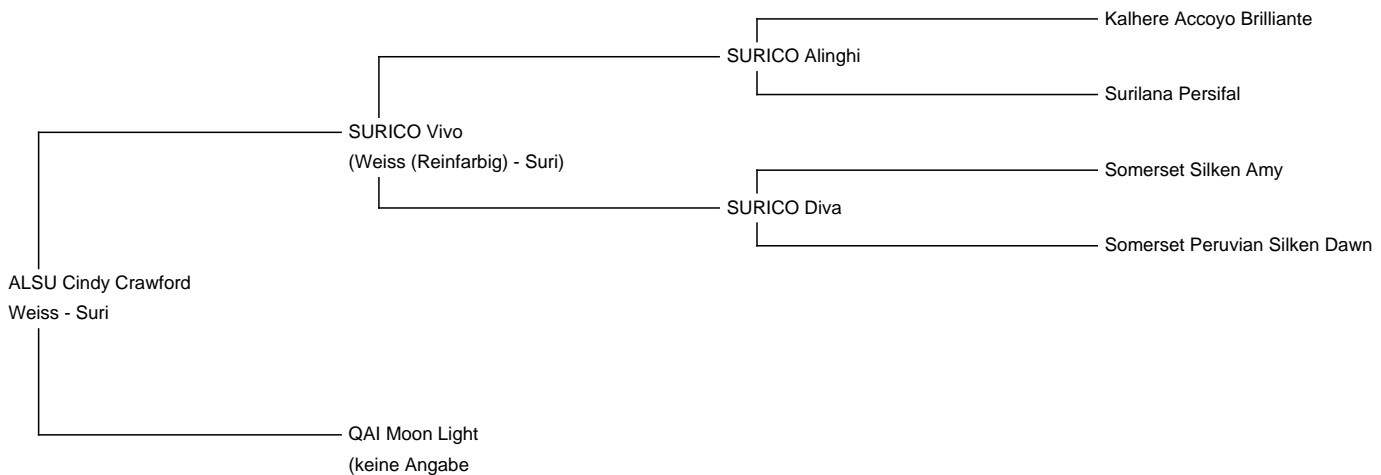 Kalhere Accoyo Brilliante
SURICO Alinghi
Surilana Persifal
SURICO Vivo
(Weiss (Reinfarbig) - Suri)
Somerset Silken Amy
SURICO Diva
Somerset Peruvian Silken Dawn
ALSU Cindy Crawford
Weiss - Suri
QAI Moon Light
(keine Angabe